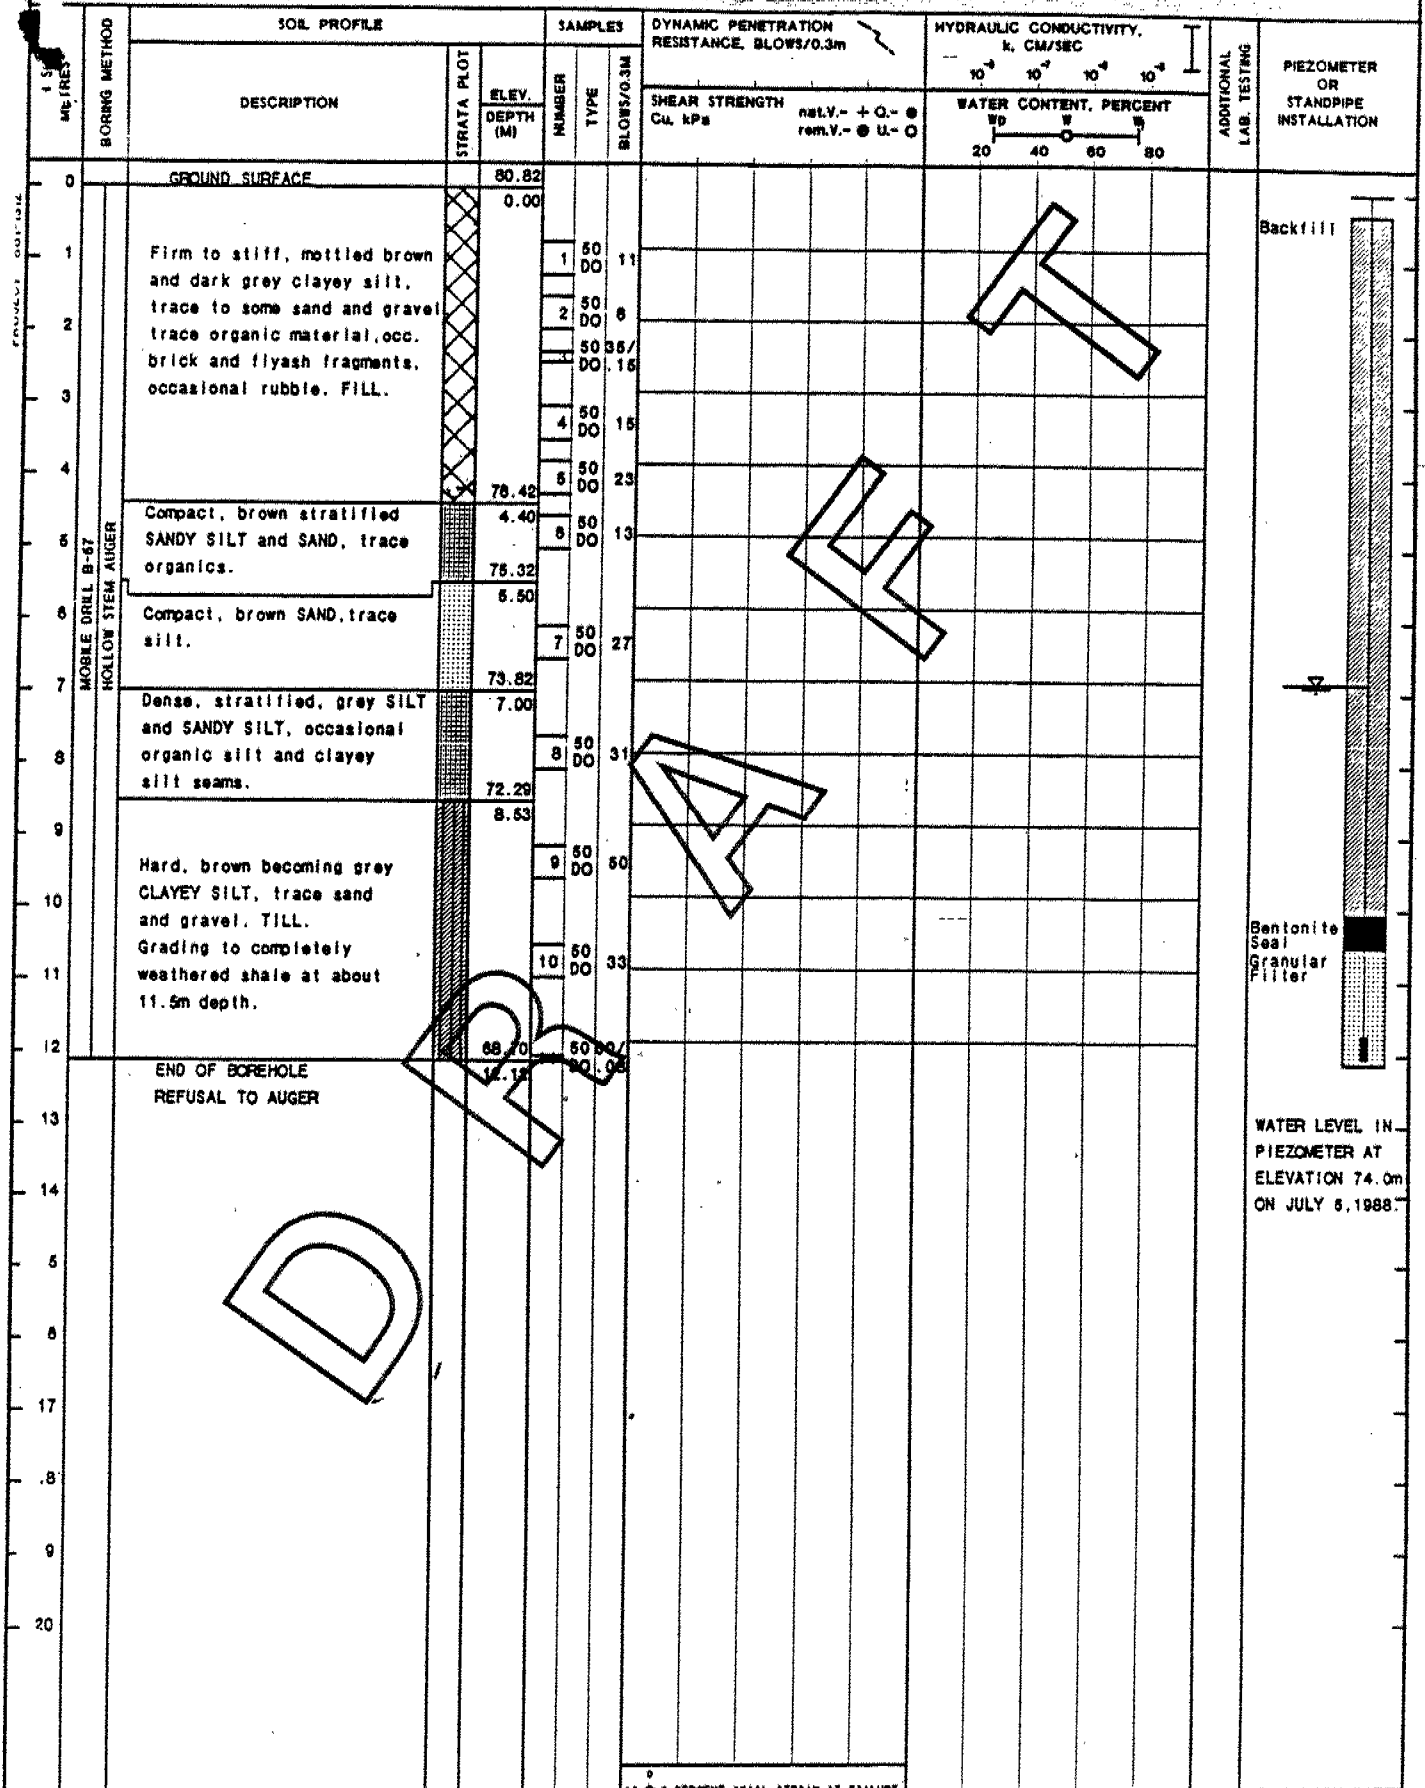 SOIL PROFILE
SAMPLES
DYNAMIC PENETRATION
RESISTANCE, BLOWS/0.3m
HYDRAULIC CONDUCTIVITY,
k, CM/SEC
METRES
BORING METHOD
DESCRIPTION
STRATA PLOT
ELEV.
DEPTH
(M)
NUMBER
TYPE
BLOWS/0.3M
SHEAR STRENGTH
Cu, kPa
nat.V.- + Q.- ●
rem.V.- ● U.- O
WATER CONTENT, PERCENT
Wp W
20 40 60 80
ADDITIONAL
LAB. TESTING
PIEZOMETER
OR
STANDPIPE
INSTALLATION
MOBILE DRILL B-57
HOLLOW STEM AUGER
0 GROUND SURFACE 80.82
0.00
Firm to stiff, mottled brown
and dark grey clayey silt,
trace to some sand and gravel
trace organic material,occ.
brick and flyash fragments,
occasional rubble. FILL.
76.42
4.40
Compact, brown stratified
SANDY SILT and SAND, trace
organics.
75.32
5.50
Compact, brown SAND,trace
silt.
73.82
7.00
Dense, stratified, grey SILT
and SANDY SILT, occasional
organic silt and clayey
silt seams.
72.29
8.53
Hard, brown becoming grey
CLAYEY SILT, trace sand
and gravel. TILL.
Grading to completely
weathered shale at about
11.5m depth.
68.70
12.12
END OF BOREHOLE
REFUSAL TO AUGER
1 50 DO 11
2 50 DO 6
3 50 DO 35/.15
4 50 DO 15
5 50 DO 23
6 50 DO 13
7 50 DO 27
8 50 DO 31
9 50 DO 50
10 50 DO 33
1
2
3
4
5
6
7
8
9
10
11
12
13
14
5
6
17
.8
9
20
Backfill
Bentonite
Seal
Granular
Filter
WATER LEVEL IN
PIEZOMETER AT
ELEVATION 74.0m
ON JULY 5,1988.
DRAFT